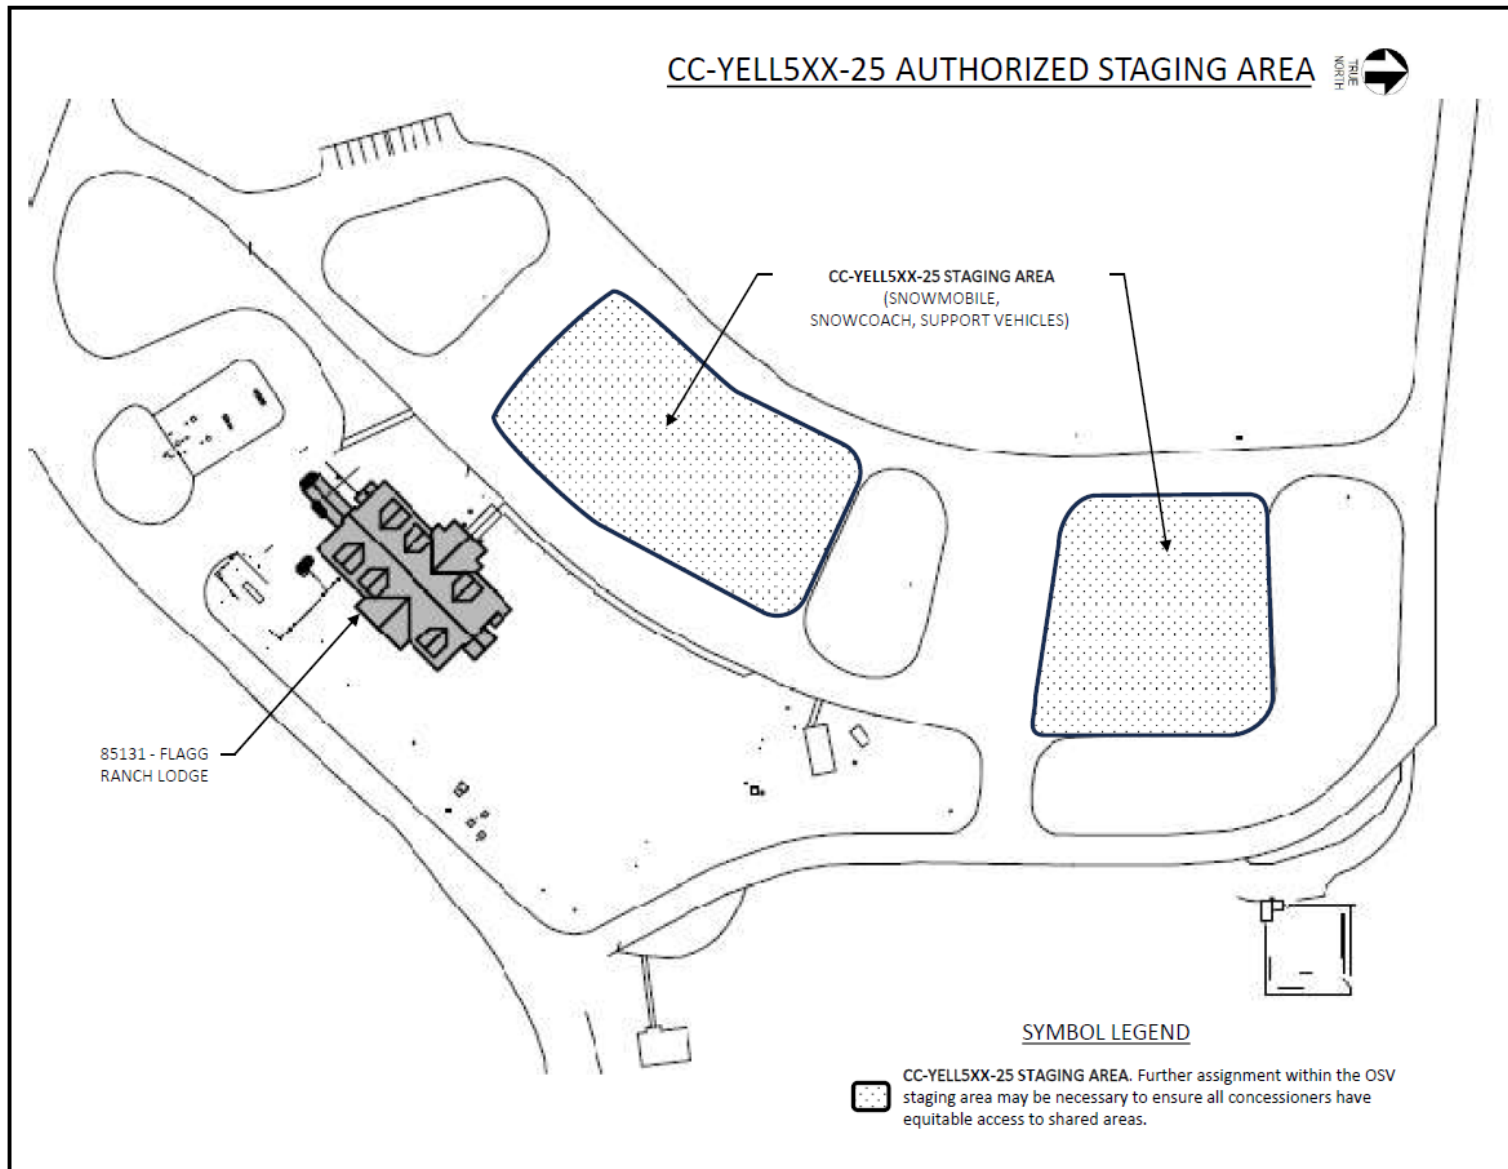 CC-YELL5XX-25 AUTHORIZED STAGING AREA
TRUE
NORTH
CC-YELL5XX-25 STAGING AREA
(SNOWMOBILE,
SNOWCOACH, SUPPORT VEHICLES)
85131 - FLAGG
RANCH LODGE
SYMBOL LEGEND
CC-YELL5XX-25 STAGING AREA. Further assignment within the OSV
staging area may be necessary to ensure all concessioners have
equitable access to shared areas.